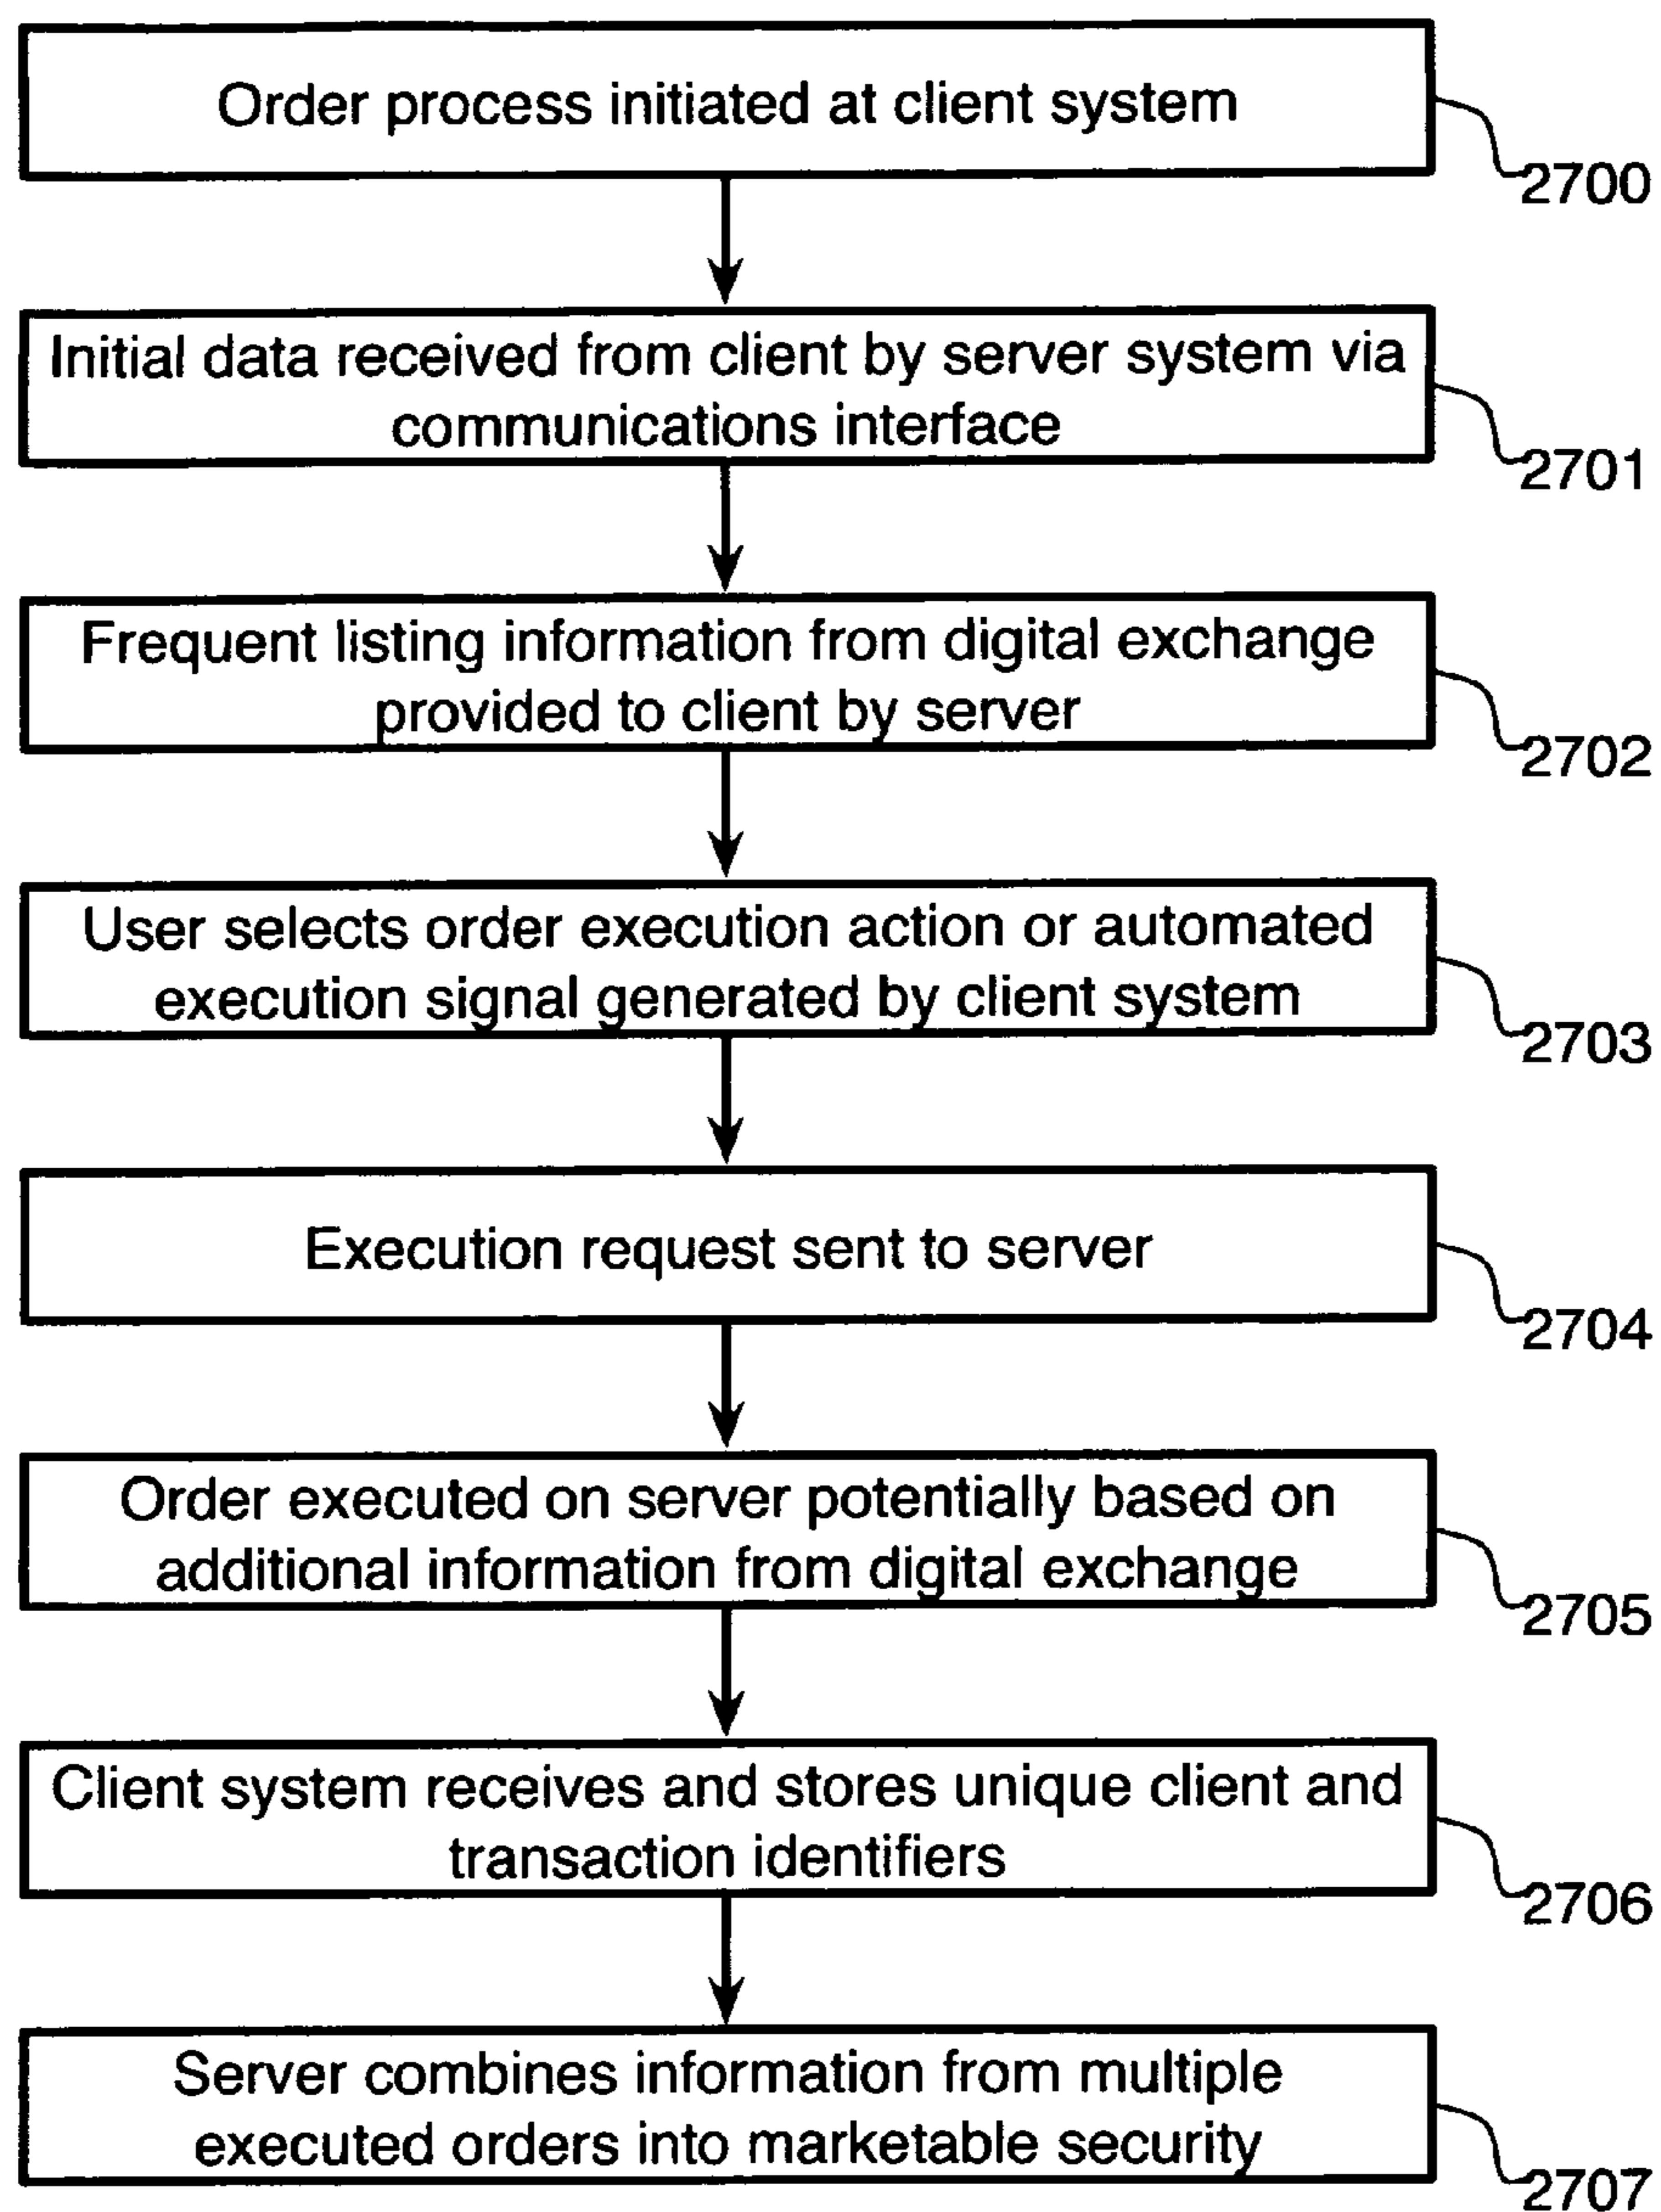 Order process initiated at client system
2700
Initial data received from client by server system via
communications interface
2701
Frequent listing information from digital exchange
provided to client by server
2702
User selects order execution action or automated
execution signal generated by client system
2703
Execution request sent to server
2704
Order executed on server potentially based on
additional information from digital exchange
2705
Client system receives and stores unique client and
transaction identifiers
2706
Server combines information from multiple
executed orders into marketable security
2707